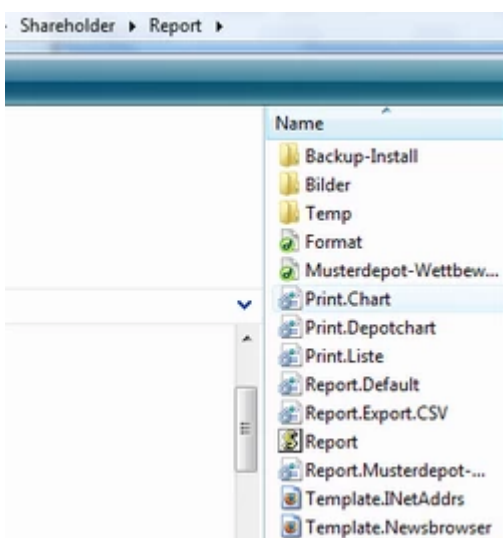 Shareholder ▸ Report ▸
Name
Backup-Install
Bilder
Temp
Format
Musterdepot-Wettbew...
Print.Chart
Print.Depotchart
Print.Liste
Report.Default
Report.Export.CSV
Report
Report.Musterdepot-...
Template.INetAddrs
Template.Newsbrowser